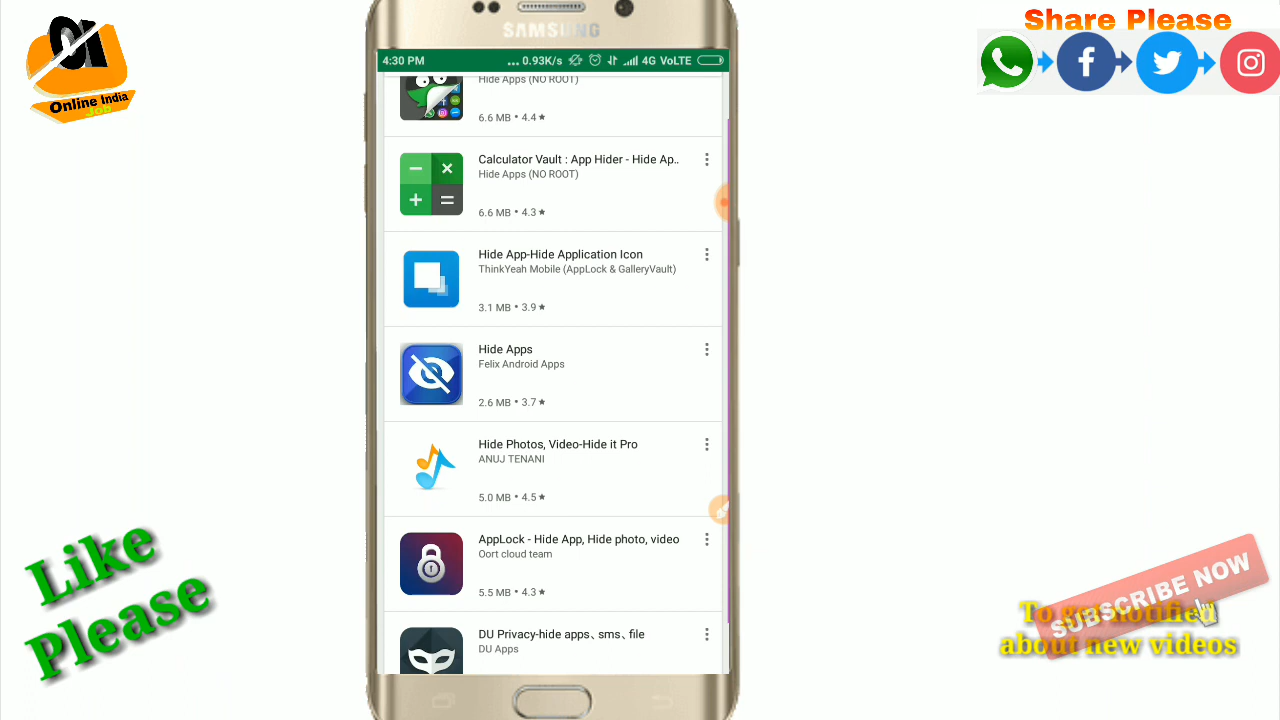 OI
Online India
Job
Share Please
SAMSUNG
4:30 PM
... 0.93K/s
4G VoLTE
Hide Apps (NO ROOT)
6.6 MB • 4.4 ★
Calculator Vault : App Hider - Hide Ap..
Hide Apps (NO ROOT)
6.6 MB • 4.3 ★
Hide App-Hide Application Icon
ThinkYeah Mobile (AppLock & GalleryVault)
3.1 MB • 3.9 ★
Hide Apps
Felix Android Apps
2.6 MB • 3.7 ★
Hide Photos, Video-Hide it Pro
ANUJ TENANI
5.0 MB • 4.5 ★
AppLock - Hide App, Hide photo, video
Oort cloud team
5.5 MB • 4.3 ★
DU Privacy-hide apps、sms、file
DU Apps
Like
Please
SUBSCRIBE NOW
To get notified
about new videos